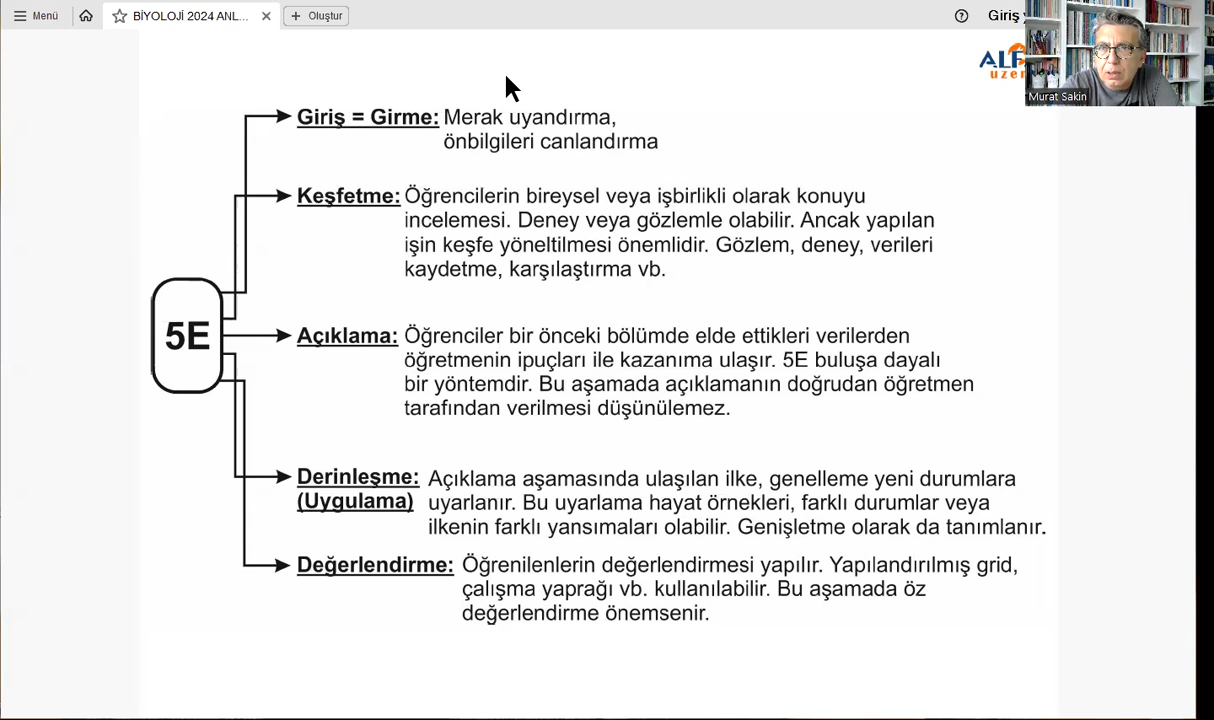 Menü
BİYOLOJİ 2024 ANL...
Oluştur
Giriş
ALF
uzer
Murat Sakin
Giriş = Girme: Merak uyandırma,
önbilgileri canlandırma
Keşfetme: Öğrencilerin bireysel veya işbirlikli olarak konuyu
incelemesi. Deney veya gözlemle olabilir. Ancak yapılan
işin keşfe yöneltilmesi önemlidir. Gözlem, deney, verileri
kaydetme, karşılaştırma vb.
5E
Açıklama: Öğrenciler bir önceki bölümde elde ettikleri verilerden
öğretmenin ipuçları ile kazanıma ulaşır. 5E buluşa dayalı
bir yöntemdir. Bu aşamada açıklamanın doğrudan öğretmen
tarafından verilmesi düşünülemez.
Derinleşme: Açıklama aşamasında ulaşılan ilke, genelleme yeni durumlara
(Uygulama) uyarlanır. Bu uyarlama hayat örnekleri, farklı durumlar veya
ilkenin farklı yansımaları olabilir. Genişletme olarak da tanımlanır.
Değerlendirme: Öğrenilenlerin değerlendirmesi yapılır. Yapılandırılmış grid,
çalışma yaprağı vb. kullanılabilir. Bu aşamada öz
değerlendirme önemsenir.